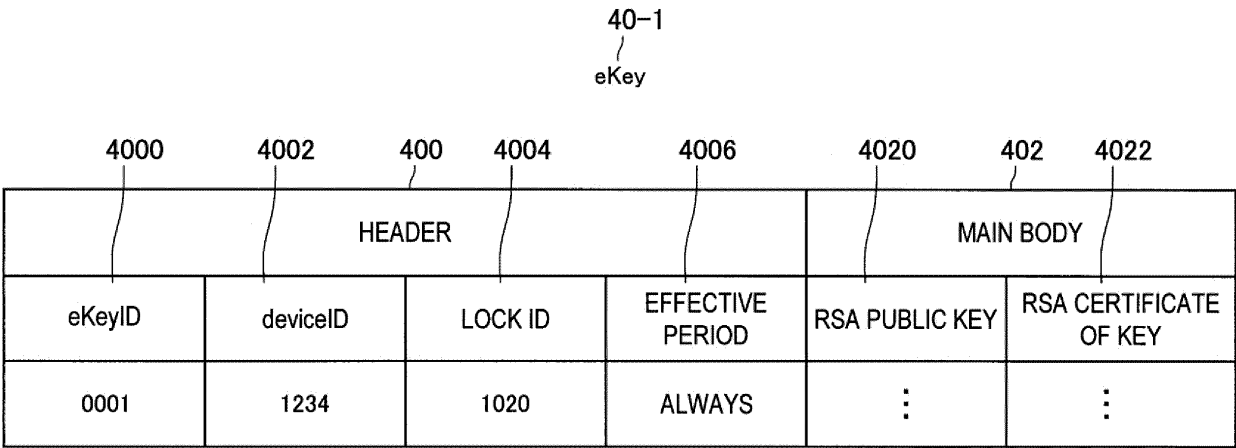 40-1
eKey
4000 4002 400 4004 4006 4020 402 4022
HEADER MAIN BODY
eKeyID deviceID LOCK ID EFFECTIVE PERIOD RSA PUBLIC KEY RSA CERTIFICATE OF KEY
0001 1234 1020 ALWAYS ⋮ ⋮